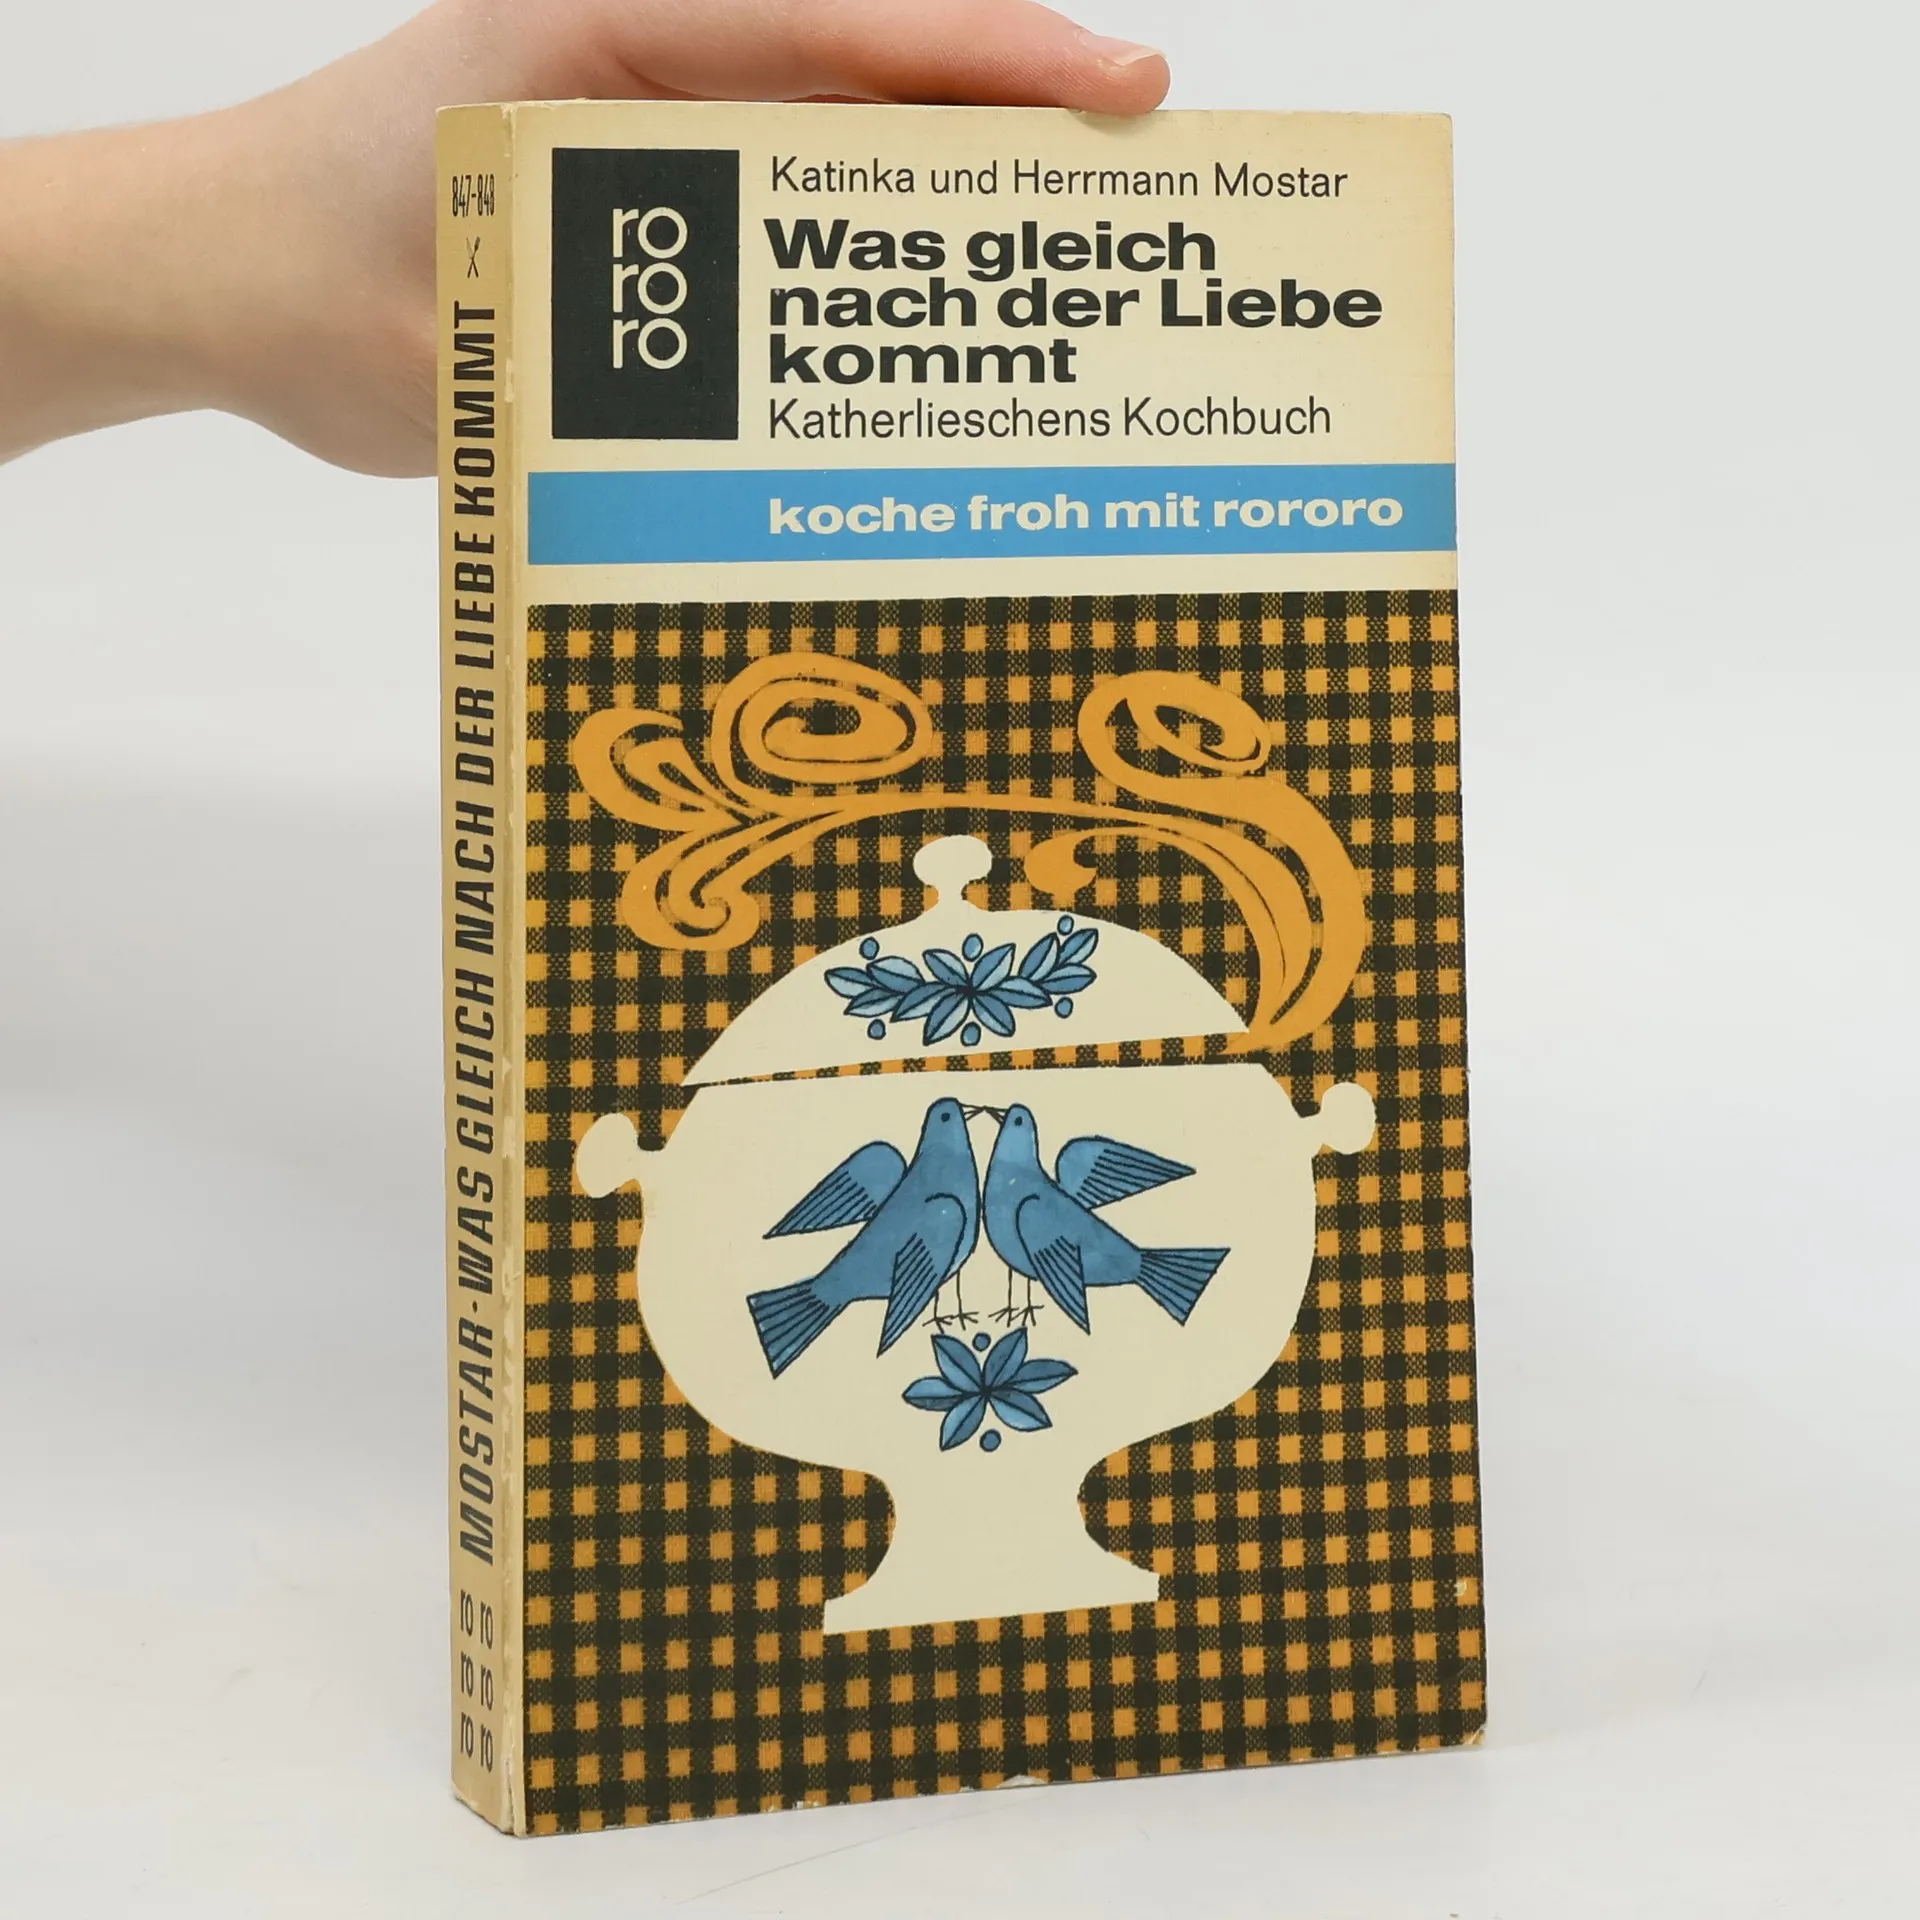 ro
ro
ro
Katinka und Herrmann Mostar
Was gleich
nach der Liebe
kommt
Katherlieschens Kochbuch
koche froh mit rororo
847-848
MOSTAR · WAS GLEICH NACH DER LIEBE KOMMT
ro ro
ro ro
ro ro